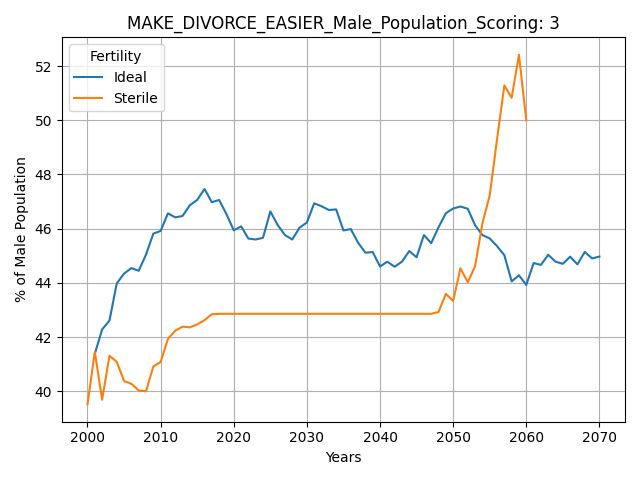 MAKE_DIVORCE_EASIER_Male_Population_Scoring: 3
Fertility
Ideal
Sterile
% of Male Population
52
50
48
46
44
42
40
2000 2010 2020 2030 2040 2050 2060 2070
Years